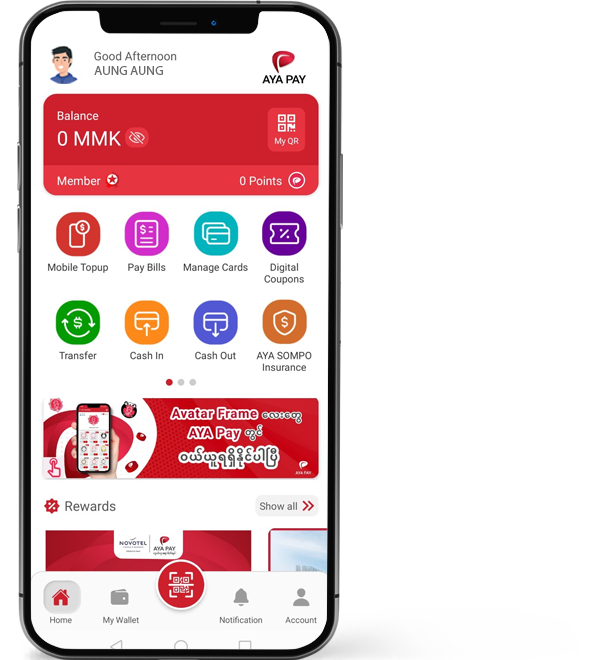 Good Afternoon
AUNG AUNG
AYA PAY
Balance
0 MMK
My QR
Member
0 Points
Mobile Topup
Pay Bills
Manage Cards
Digital
Coupons
Transfer
Cash In
Cash Out
AYA SOMPO
Insurance
Avatar Frame လေးတွေ
AYA Pay တွင်
ဝယ်ယူရရှိနိုင်ပါပြီ
AYA PAY
Rewards
Show all
NOVOTEL
AYA PAY
Home
My Wallet
Notification
Account